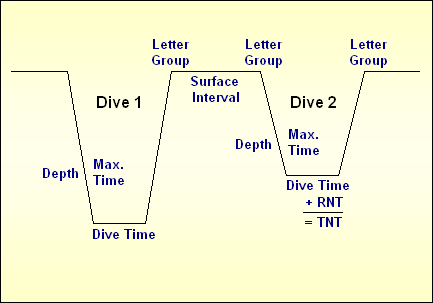 Letter
Group
Letter
Group
Letter
Group
Surface
Interval
Dive 1
Dive 2
Depth
Max.
Time
Dive Time
Depth
Max.
Time
Dive Time
+ RNT
= TNT